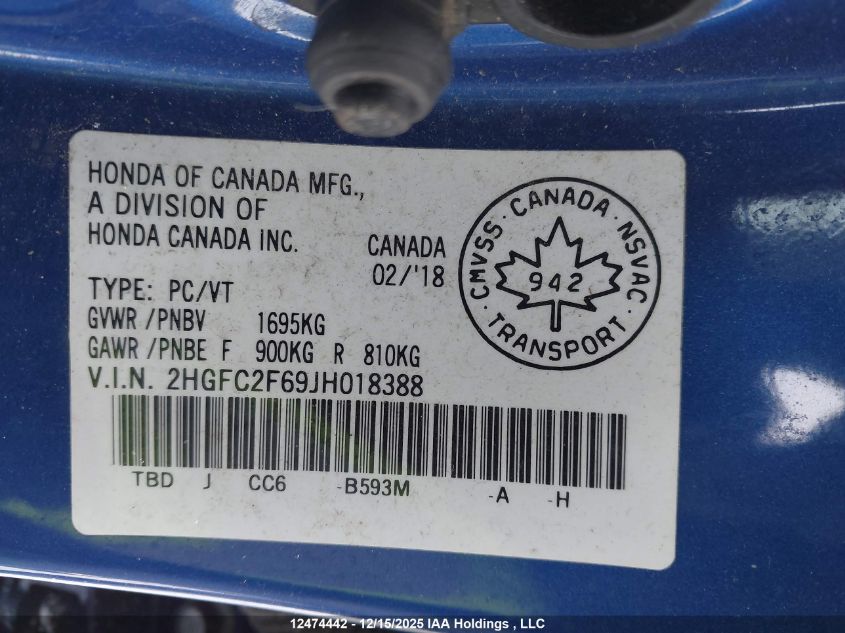 HONDA OF CANADA MFG.,
A DIVISION OF
HONDA CANADA INC.
CANADA
02/'18
TYPE: PC/VT
GVWR/PNBV 1695KG
GAWR/PNBE F 900KG R 810KG
V.I.N. 2HGFC2F69JH018388
TBD J CC6 -B593M -A -H
CMVSS · CANADA · NSVAC · TRANSPORT ·
942
12474442 - 12/15/2025 IAA Holdings , LLC